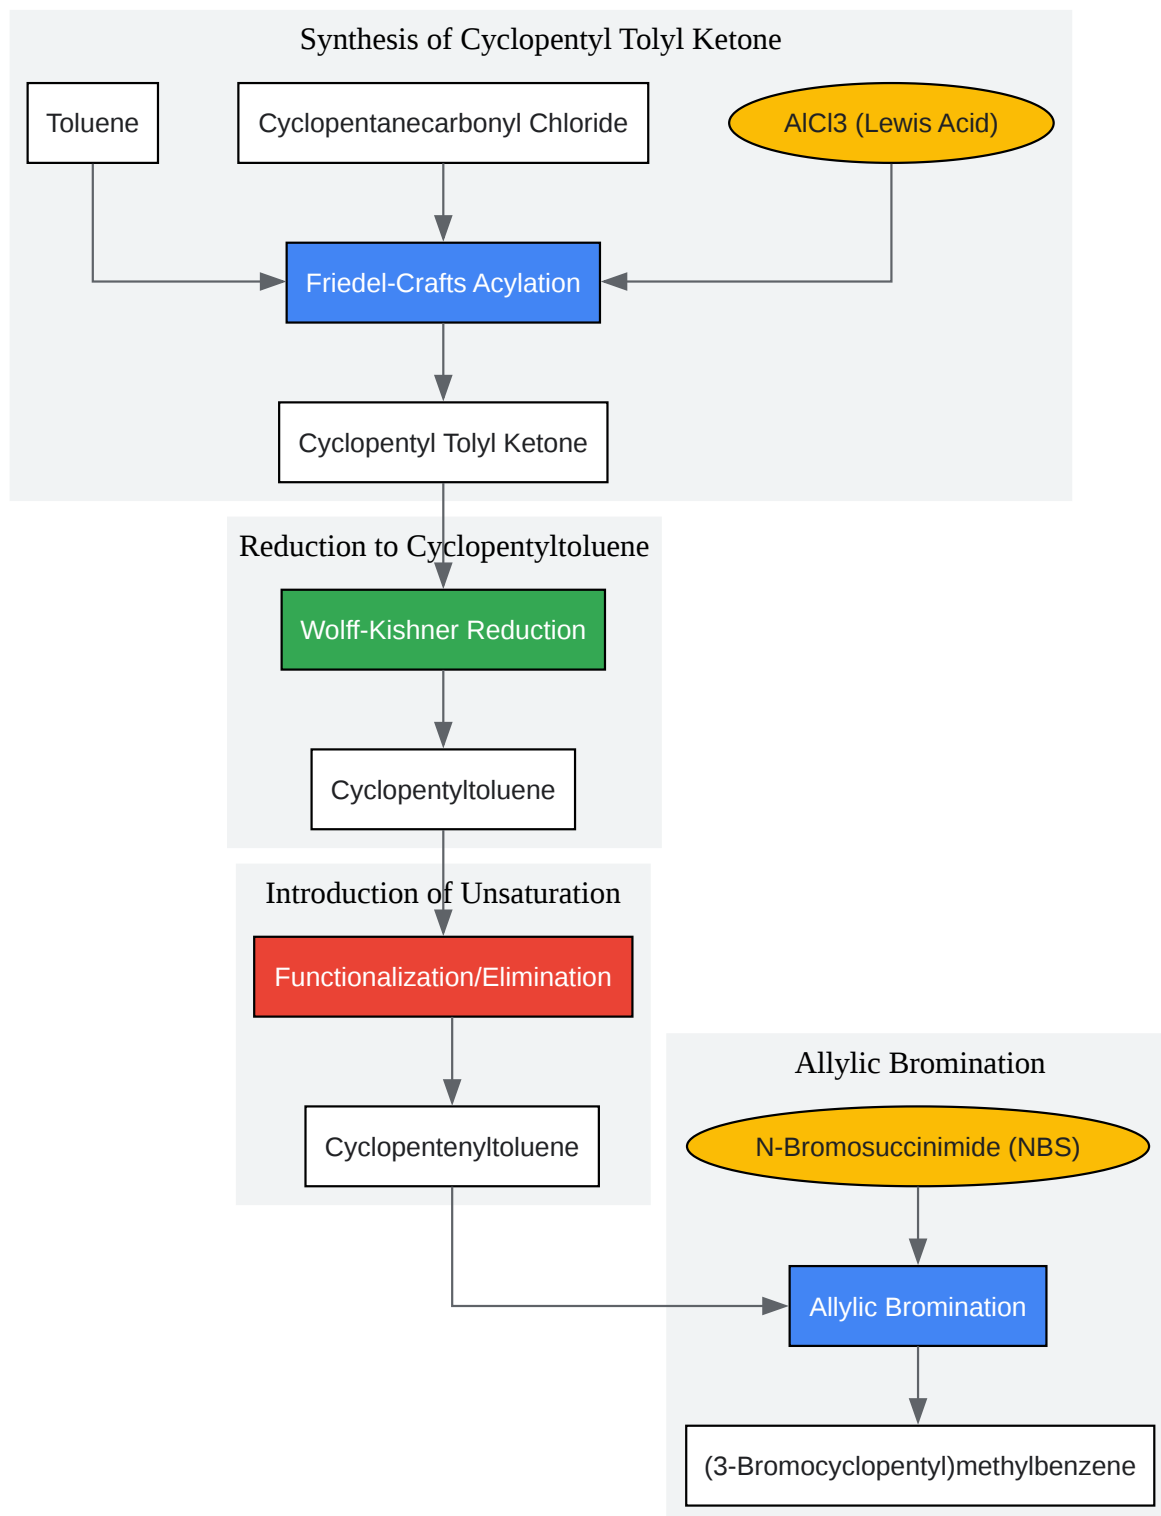 Synthesis of Cyclopentyl Tolyl Ketone
Toluene
Cyclopentanecarbonyl Chloride
AlCl3 (Lewis Acid)
Friedel-Crafts Acylation
Cyclopentyl Tolyl Ketone
Reduction to Cyclopentyltoluene
Wolff-Kishner Reduction
Cyclopentyltoluene
Introduction of Unsaturation
Functionalization/Elimination
Cyclopentenyltoluene
Allylic Bromination
N-Bromosuccinimide (NBS)
Allylic Bromination
(3-Bromocyclopentyl)methylbenzene